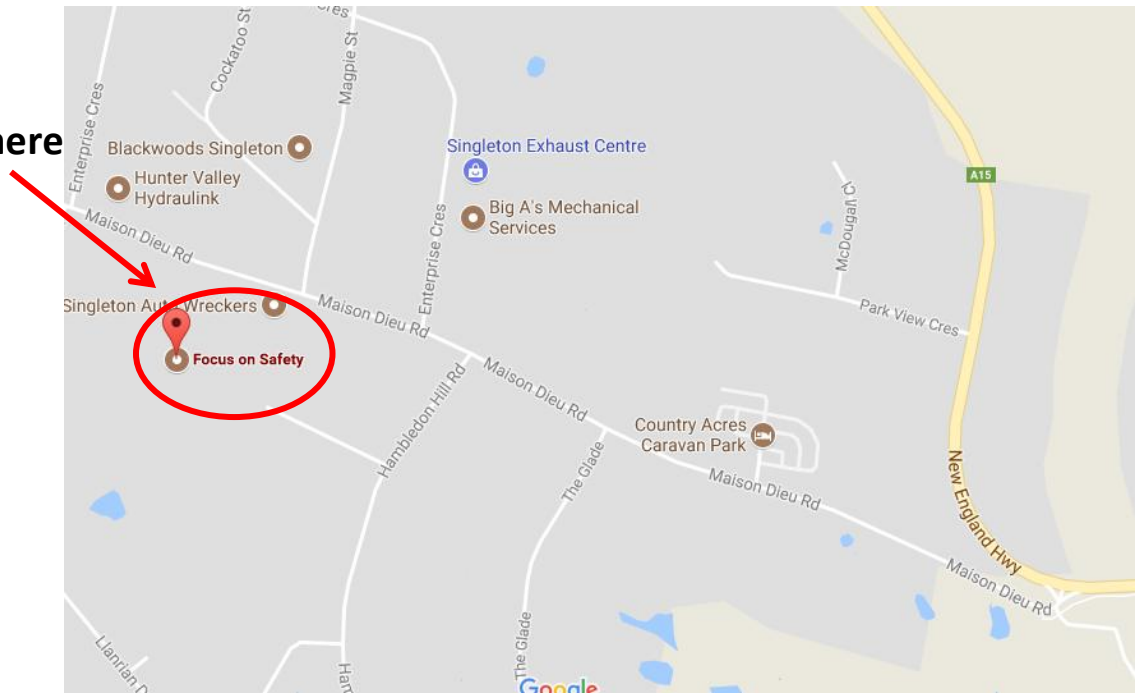 Cres
Cockatoo St
Magpie St
Enterprise Cres
here
Blackwoods Singleton
Hunter Valley
Hydraulink
Singleton Exhaust Centre
Big A's Mechanical
Services
A15
McDougall Cl
Maison Dieu Rd
Enterprise Cres
Singleton Auto Wreckers
Maison Dieu Rd
Park View Cres
Focus on Safety
Hambledon Hill Rd
Maison Dieu Rd
Country Acres
Caravan Park
The Glade
Maison Dieu Rd
New England Hwy
Maison Dieu Rd
Llanrian D
Ham
The Glade
Google